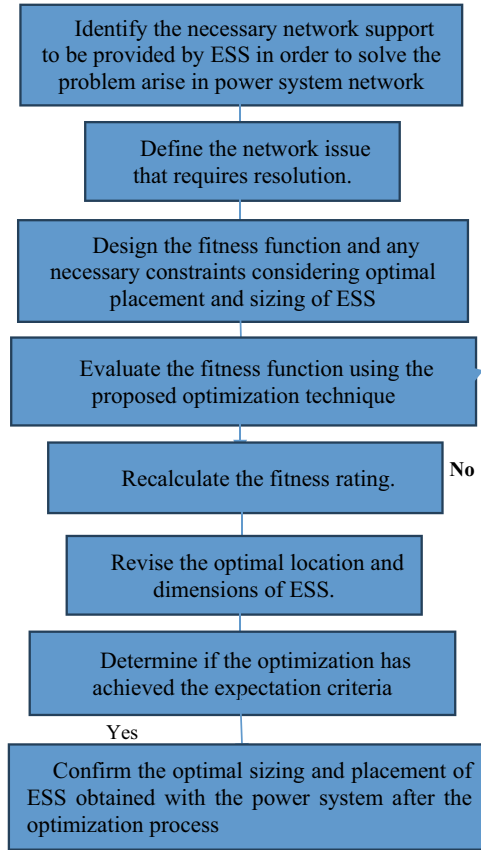 Identify the necessary network support
to be provided by ESS in order to solve the
problem arise in power system network
Define the network issue
that requires resolution.
Design the fitness function and any
necessary constraints considering optimal
placement and sizing of ESS
Evaluate the fitness function using the
proposed optimization technique
Recalculate the fitness rating.
No
Revise the optimal location and
dimensions of ESS.
Determine if the optimization has
achieved the expectation criteria
Yes
Confirm the optimal sizing and placement of
ESS obtained with the power system after the
optimization process